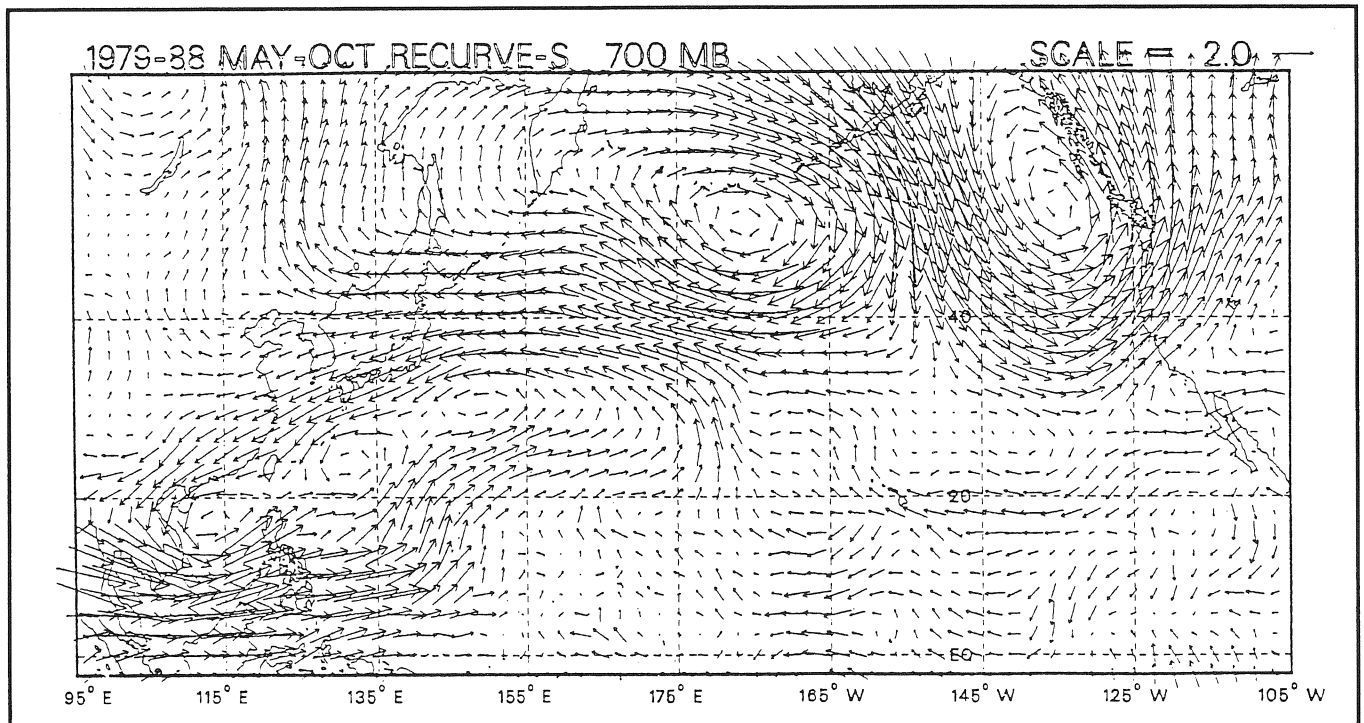 1979-88 MAY-OCT RECURVE-S 700 MB SCALE = 2.0
40
20
EQ
95° E 115° E 135° E 155° E 175° E 165° W 145° W 125° W 105° W